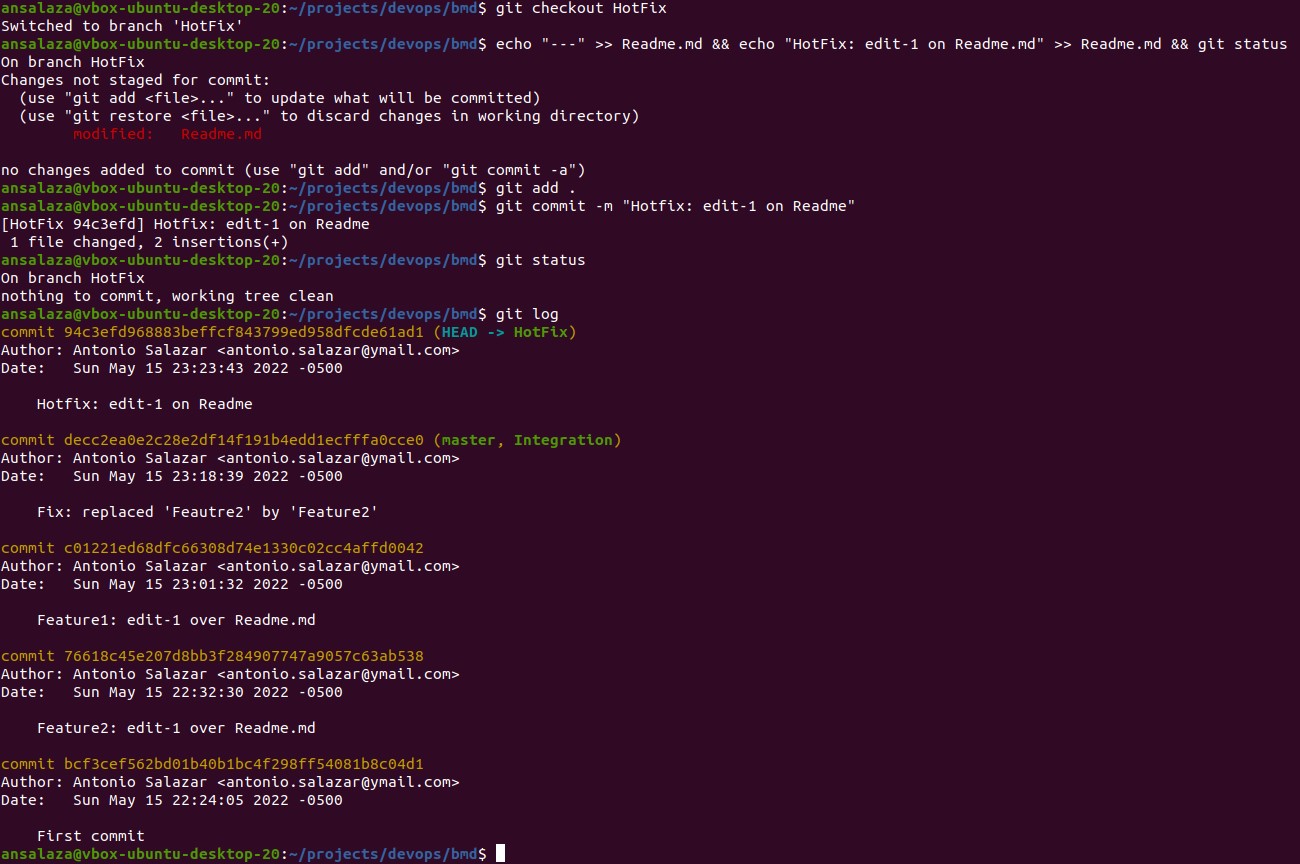 ansalaza@vbox-ubuntu-desktop-20:~/projects/devops/bmd$ git checkout HotFix
Switched to branch 'HotFix'
ansalaza@vbox-ubuntu-desktop-20:~/projects/devops/bmd$ echo "---" >> Readme.md && echo "HotFix: edit-1 on Readme.md" >> Readme.md && git status
On branch HotFix
Changes not staged for commit:
  (use "git add <file>..." to update what will be committed)
  (use "git restore <file>..." to discard changes in working directory)
        modified:   Readme.md

no changes added to commit (use "git add" and/or "git commit -a")
ansalaza@vbox-ubuntu-desktop-20:~/projects/devops/bmd$ git add .
ansalaza@vbox-ubuntu-desktop-20:~/projects/devops/bmd$ git commit -m "Hotfix: edit-1 on Readme"
[HotFix 94c3efd] Hotfix: edit-1 on Readme
 1 file changed, 2 insertions(+)
ansalaza@vbox-ubuntu-desktop-20:~/projects/devops/bmd$ git status
On branch HotFix
nothing to commit, working tree clean
ansalaza@vbox-ubuntu-desktop-20:~/projects/devops/bmd$ git log
commit 94c3efd968883beffcf843799ed958dfcde61ad1 (HEAD -> HotFix)
Author: Antonio Salazar <antonio.salazar@ymail.com>
Date:   Sun May 15 23:23:43 2022 -0500

    Hotfix: edit-1 on Readme

commit decc2ea0e2c28e2df14f191b4edd1ecfffa0cce0 (master, Integration)
Author: Antonio Salazar <antonio.salazar@ymail.com>
Date:   Sun May 15 23:18:39 2022 -0500

    Fix: replaced 'Feautre2' by 'Feature2'

commit c01221ed68dfc66308d74e1330c02cc4affd0042
Author: Antonio Salazar <antonio.salazar@ymail.com>
Date:   Sun May 15 23:01:32 2022 -0500

    Feature1: edit-1 over Readme.md

commit 76618c45e207d8bb3f284907747a9057c63ab538
Author: Antonio Salazar <antonio.salazar@ymail.com>
Date:   Sun May 15 22:32:30 2022 -0500

    Feature2: edit-1 over Readme.md

commit bcf3cef562bd01b40b1bc4f298ff54081b8c04d1
Author: Antonio Salazar <antonio.salazar@ymail.com>
Date:   Sun May 15 22:24:05 2022 -0500

    First commit
ansalaza@vbox-ubuntu-desktop-20:~/projects/devops/bmd$